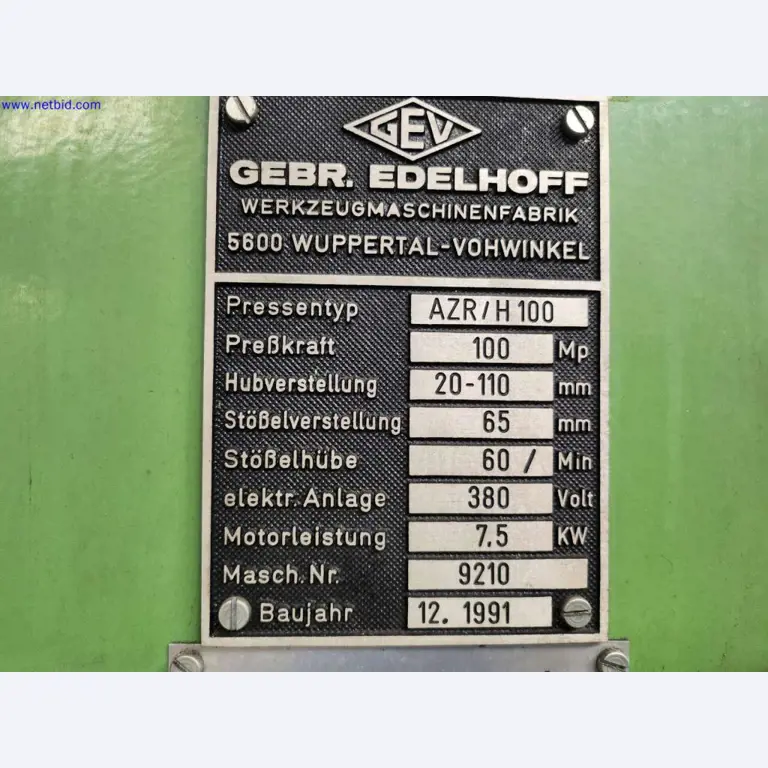 www.netbid.com
GEV
GEBR. EDELHOFF
WERKZEUGMASCHINENFABRIK
5600 WUPPERTAL-VOHWINKEL
Pressentyp AZR/H 100
Preßkraft 100 Mp
Hubverstellung 20-110 mm
Stößelverstellung 65 mm
Stößelhübe 60 / Min
elektr. Anlage 380 Volt
Motorleistung 7.5 KW
Masch. Nr. 9210
Baujahr 12. 1991